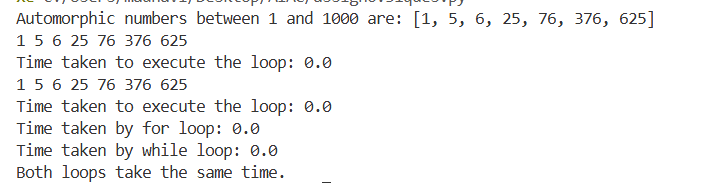 Automorphic numbers between 1 and 1000 are: [1, 5, 6, 25, 76, 376, 625]
1 5 6 25 76 376 625
Time taken to execute the loop: 0.0
1 5 6 25 76 376 625
Time taken to execute the loop: 0.0
Time taken by for loop: 0.0
Time taken by while loop: 0.0
Both loops take the same time.